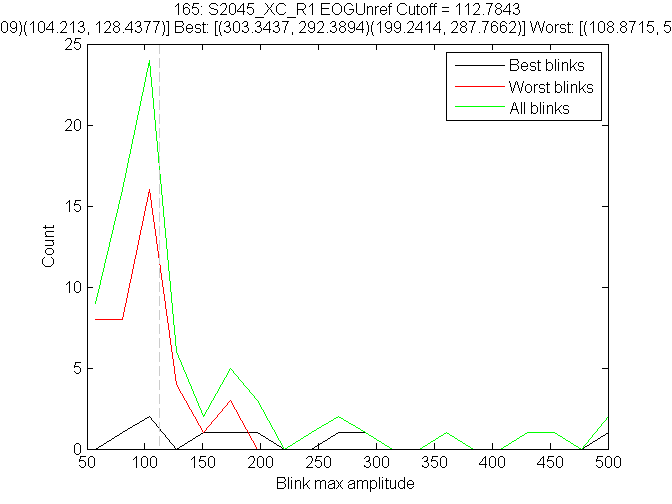 165: S2045_XC_R1 EOGUnref Cutoff = 112.7843
09)(104.213, 128.4377)] Best: [(303.3437, 292.3894)(199.2414, 287.7662)] Worst: [(108.8715, 5
Best blinks
Worst blinks
All blinks
25
20
15
10
5
0
Count
50 100 150 200 250 300 350 400 450 500
Blink max amplitude